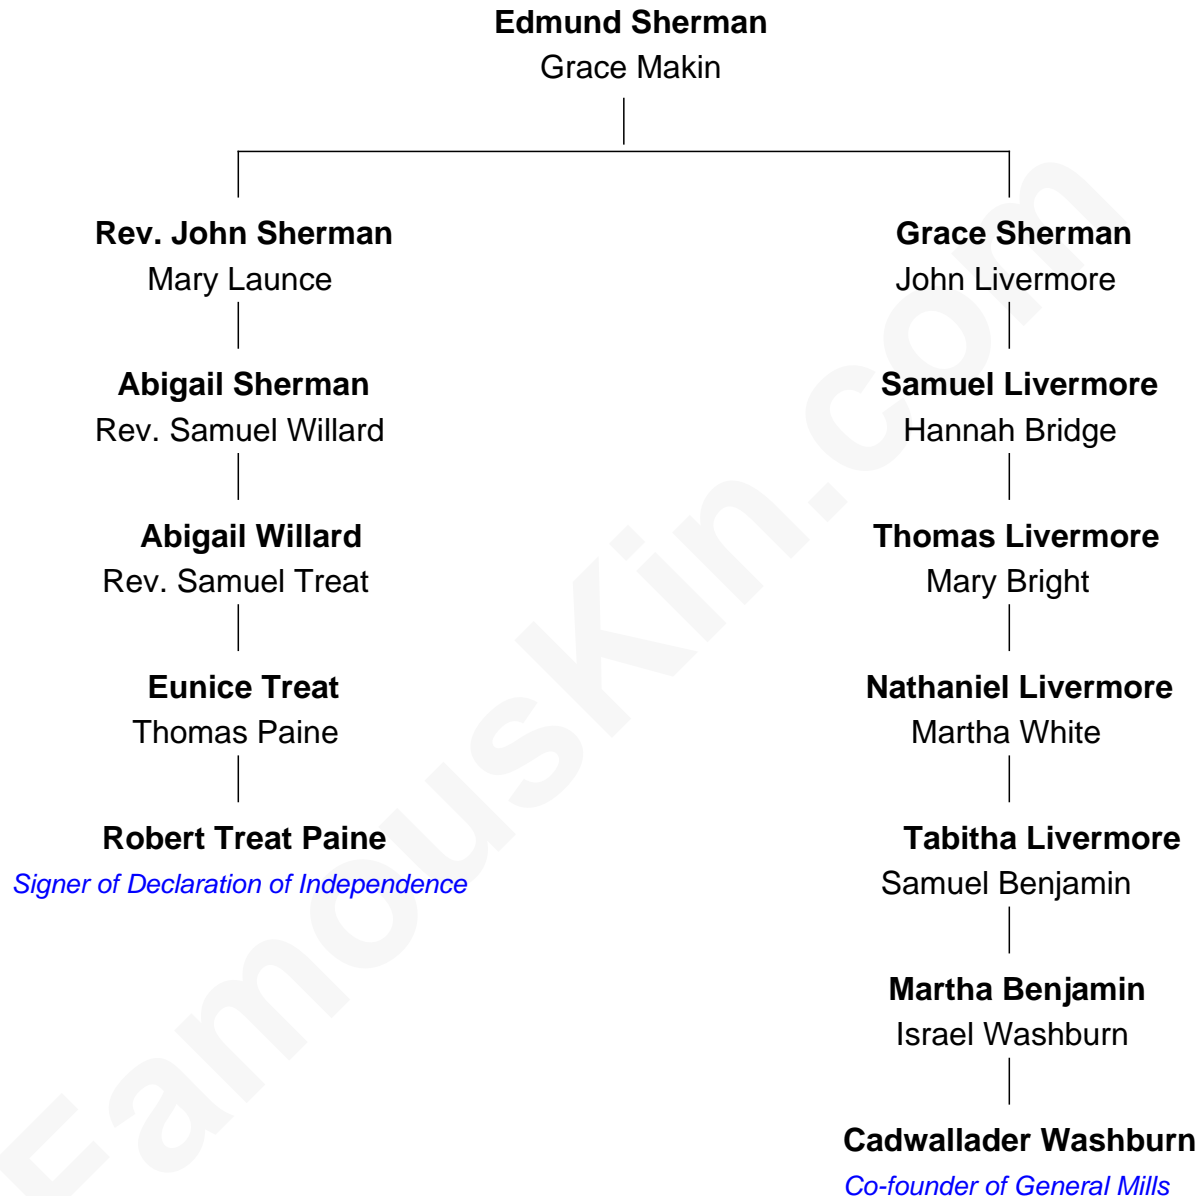 Edmund Sherman
Grace Makin
Rev. John Sherman
Mary Launce
Grace Sherman
John Livermore
Abigail Sherman
Rev. Samuel Willard
Samuel Livermore
Hannah Bridge
Abigail Willard
Rev. Samuel Treat
Thomas Livermore
Mary Bright
Eunice Treat
Thomas Paine
Nathaniel Livermore
Martha White
Robert Treat Paine
Signer of Declaration of Independence
Tabitha Livermore
Samuel Benjamin
Martha Benjamin
Israel Washburn
Cadwallader Washburn
Co-founder of General Mills
FamousKin.com